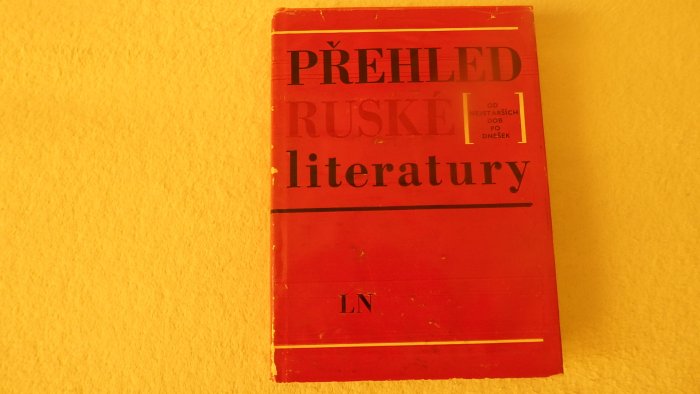 PŘEHLED
RUSKÉ
OD
NEJSTARŠÍCH
DOB
PO
DNEŠEK
literatury
LN